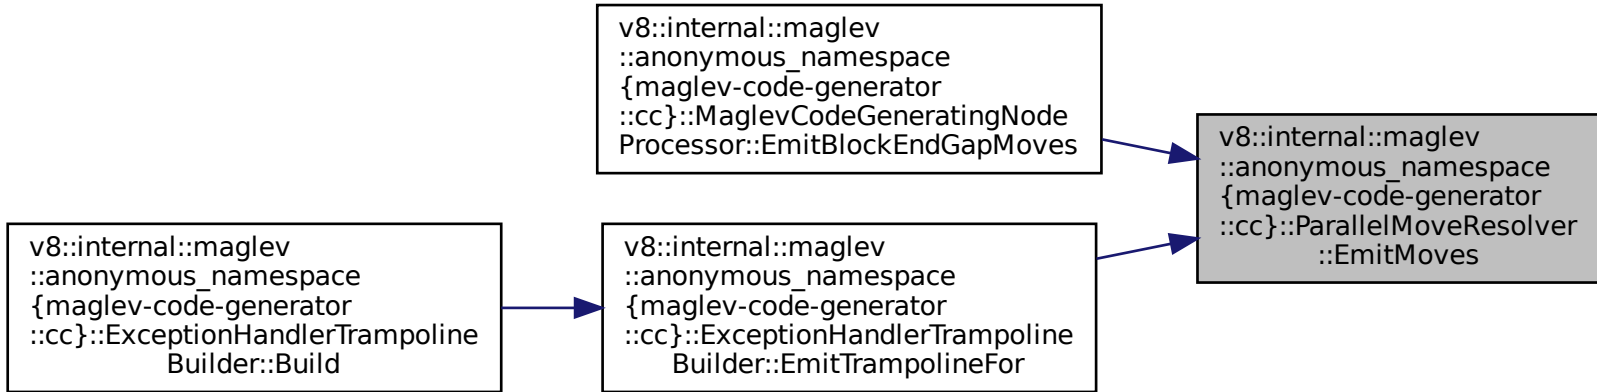 v8::internal::maglev
::anonymous_namespace
{maglev-code-generator
::cc}::MaglevCodeGeneratingNode
Processor::EmitBlockEndGapMoves
v8::internal::maglev
::anonymous_namespace
{maglev-code-generator
::cc}::ParallelMoveResolver
::EmitMoves
v8::internal::maglev
::anonymous_namespace
{maglev-code-generator
::cc}::ExceptionHandlerTrampoline
Builder::Build
v8::internal::maglev
::anonymous_namespace
{maglev-code-generator
::cc}::ExceptionHandlerTrampoline
Builder::EmitTrampolineFor